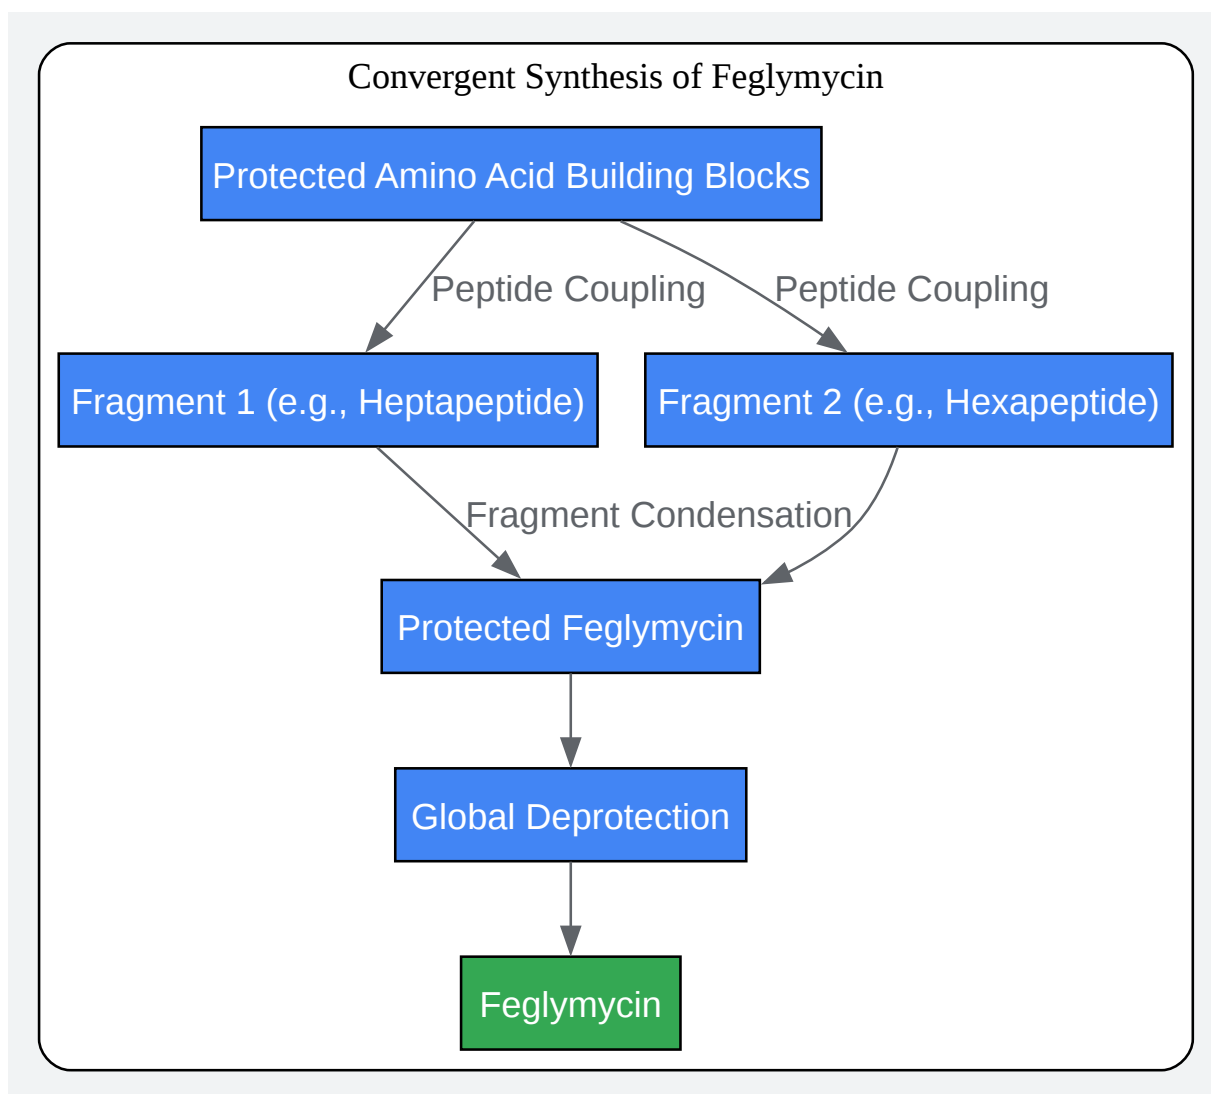 Convergent Synthesis of Feglymycin
Protected Amino Acid Building Blocks
Peptide Coupling
Peptide Coupling
Fragment 1 (e.g., Heptapeptide)
Fragment 2 (e.g., Hexapeptide)
Fragment Condensation
Protected Feglymycin
Global Deprotection
Feglymycin